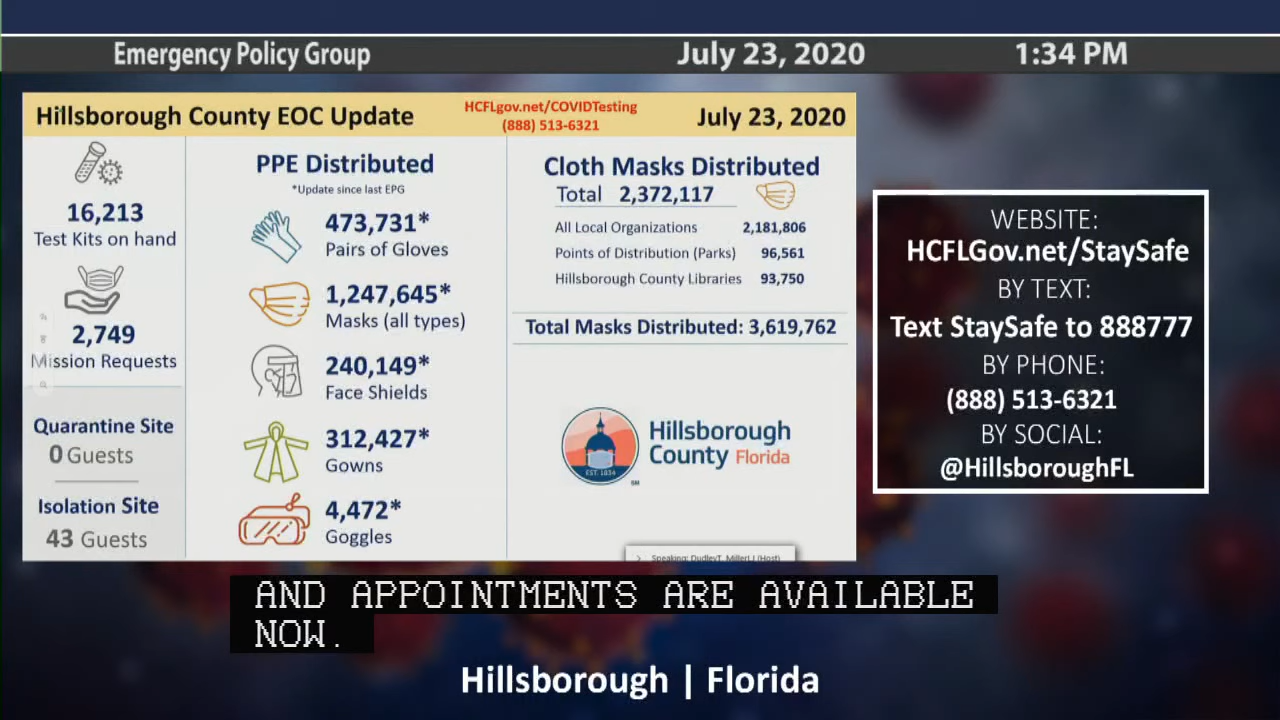 Emergency Policy Group
July 23, 2020
1:34 PM
Hillsborough County EOC Update
HCFLgov.net/COVIDTesting
(888) 513-6321
July 23, 2020
16,213
Test Kits on hand
2,749
Mission Requests
Quarantine Site
0 Guests
Isolation Site
43 Guests
PPE Distributed
*Update since last EPG
473,731*
Pairs of Gloves
1,247,645*
Masks (all types)
240,149*
Face Shields
312,427*
Gowns
4,472*
Goggles
Cloth Masks Distributed
Total 2,372,117
All Local Organizations 2,181,806
Points of Distribution (Parks) 96,561
Hillsborough County Libraries 93,750
Total Masks Distributed: 3,619,762
EST. 1834
Hillsborough
County Florida
SM
Speaking: DudleyT, MillerLJ (Host)
WEBSITE:
HCFLGov.net/StaySafe
BY TEXT:
Text StaySafe to 888777
BY PHONE:
(888) 513-6321
BY SOCIAL:
@HillsboroughFL
AND APPOINTMENTS ARE AVAILABLE
NOW.
Hillsborough | Florida